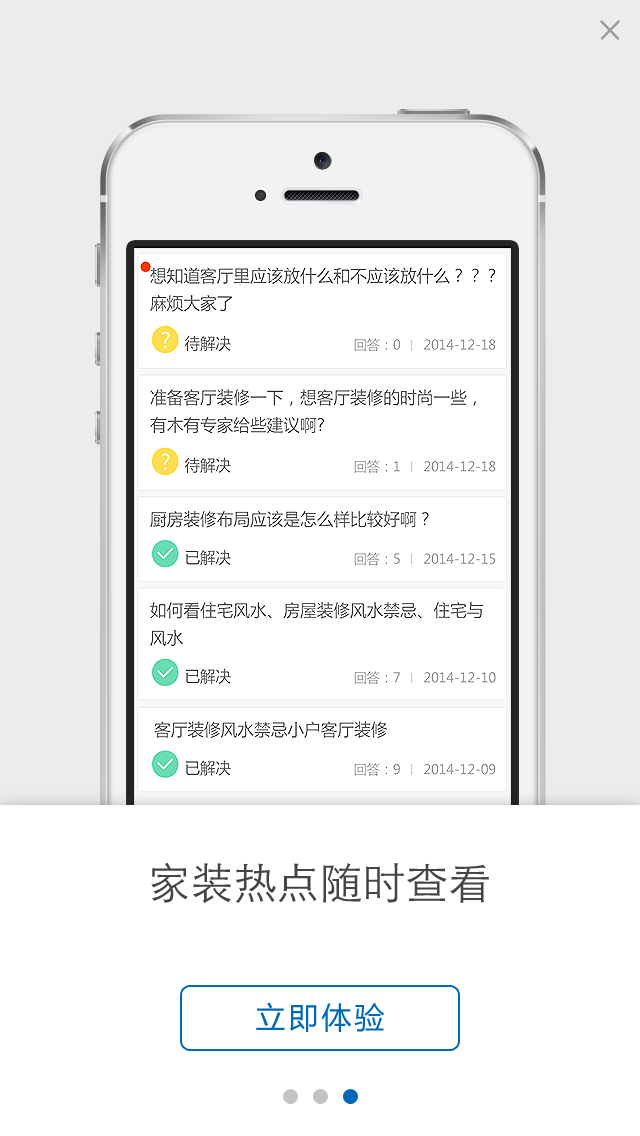 想知道客厅里应该放什么和不应该放什么？？？
麻烦大家了
? 待解决 回答：0 | 2014-12-18
准备客厅装修一下，想客厅装修的时尚一些，
有木有专家给些建议啊?
? 待解决 回答：1 | 2014-12-18
厨房装修布局应该是怎么样比较好啊？
已解决 回答：5 | 2014-12-15
如何看住宅风水、房屋装修风水禁忌、住宅与
风水
已解决 回答：7 | 2014-12-10
客厅装修风水禁忌小户客厅装修
已解决 回答：9 | 2014-12-09
家装热点随时查看
立即体验